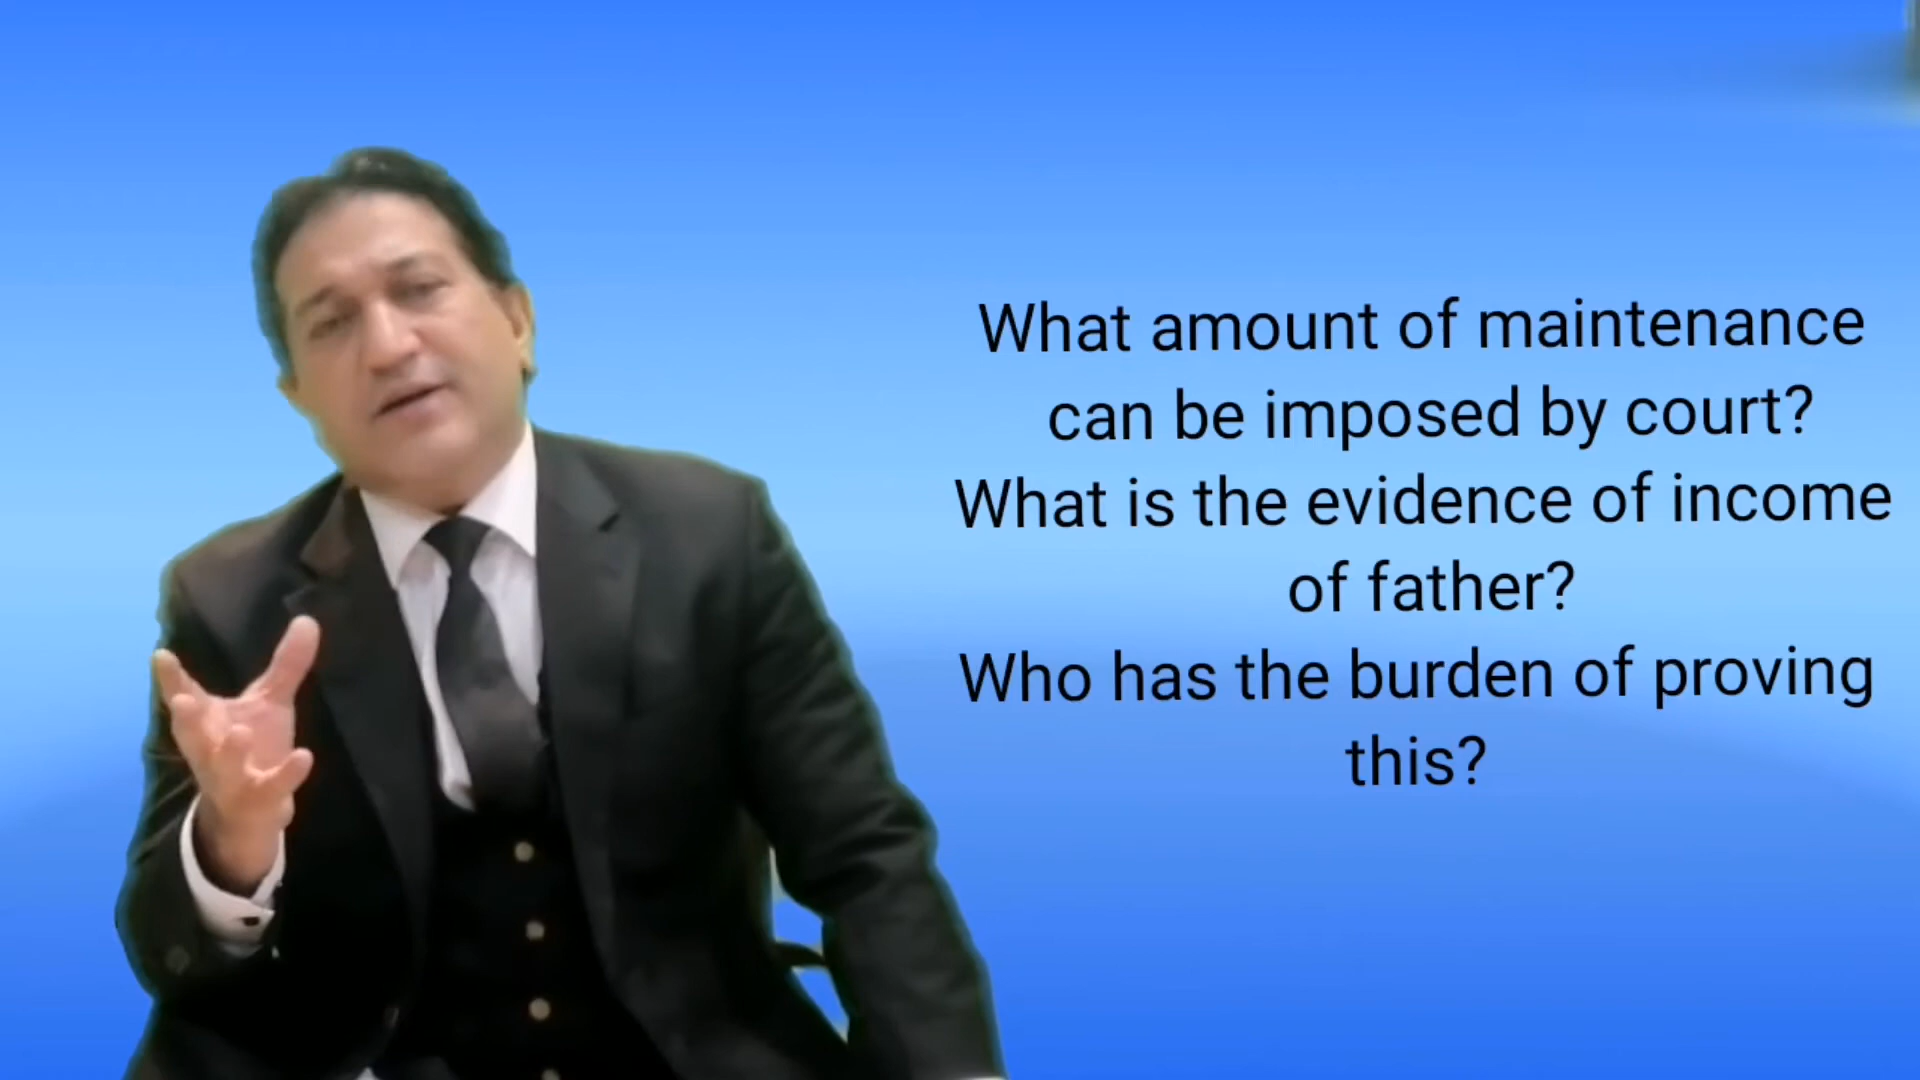 What amount of maintenance
can be imposed by court?
What is the evidence of income
of father?
Who has the burden of proving
this?